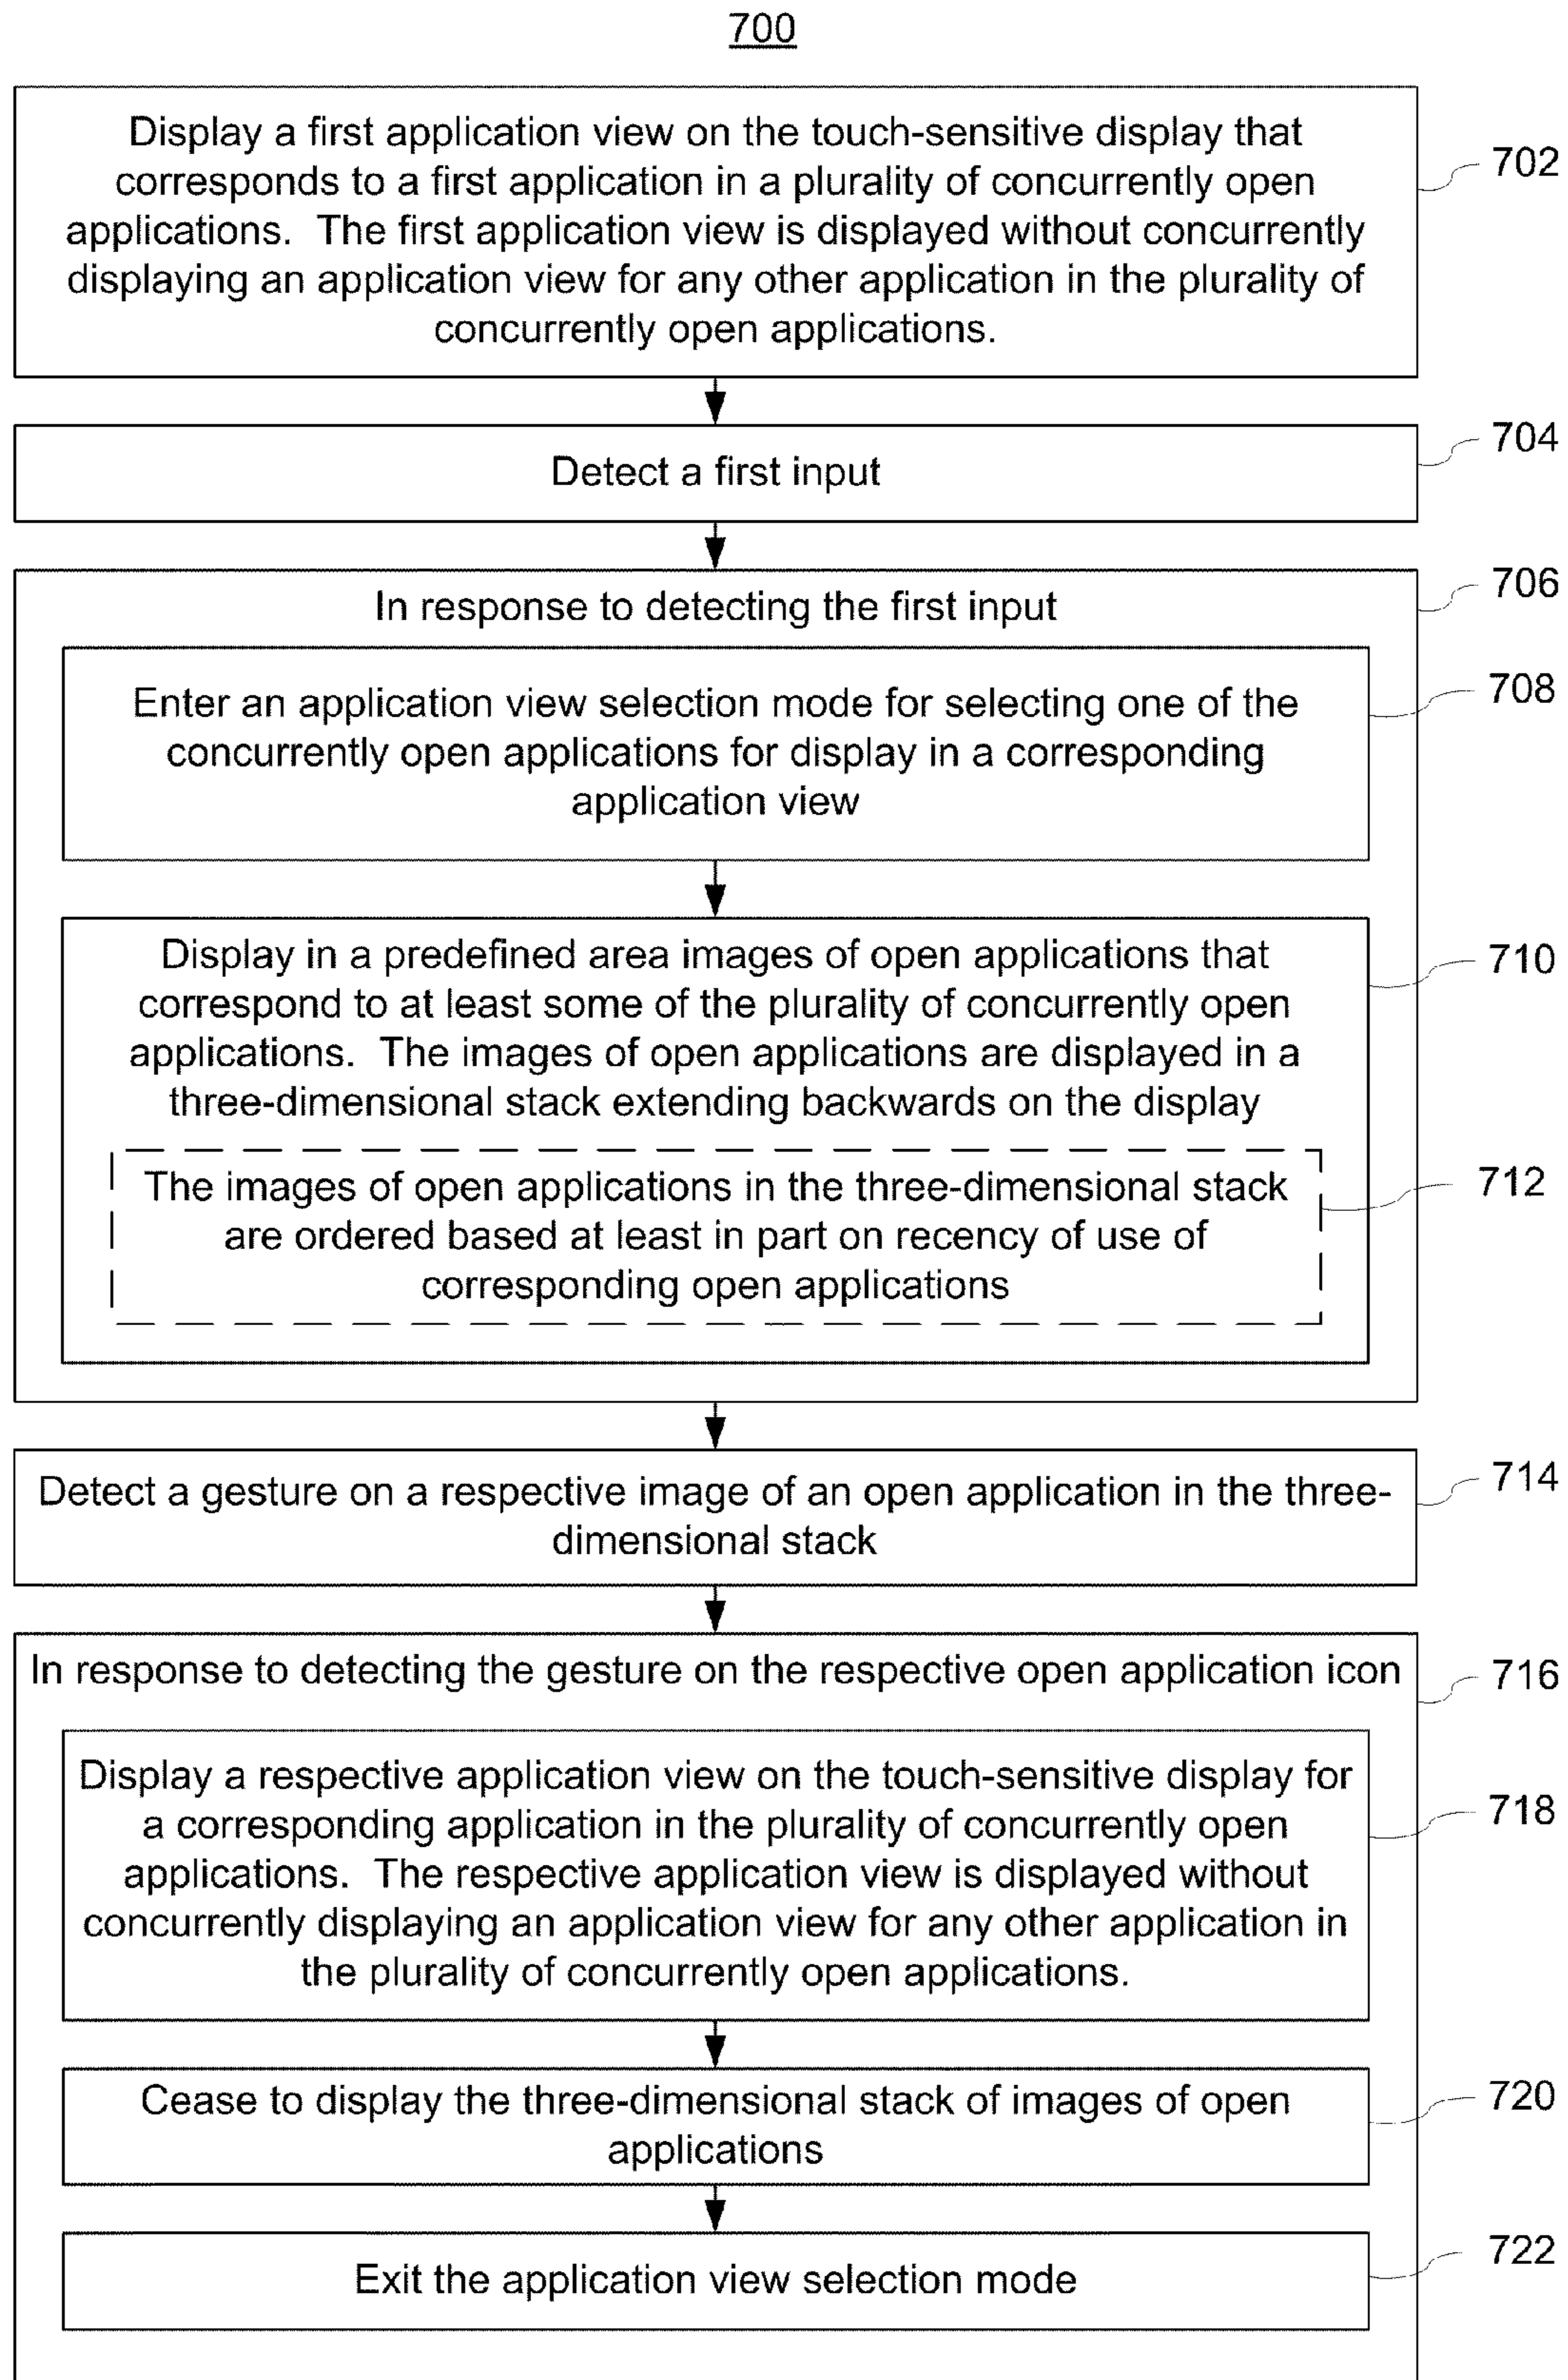 700
Display a first application view on the touch-sensitive display that
corresponds to a first application in a plurality of concurrently open
applications.  The first application view is displayed without concurrently
displaying an application view for any other application in the plurality of
concurrently open applications.
702
Detect a first input
704
In response to detecting the first input
706
Enter an application view selection mode for selecting one of the
concurrently open applications for display in a corresponding
application view
708
Display in a predefined area images of open applications that
correspond to at least some of the plurality of concurrently open
applications.  The images of open applications are displayed in a
three-dimensional stack extending backwards on the display
710
The images of open applications in the three-dimensional stack
are ordered based at least in part on recency of use of
corresponding open applications
712
Detect a gesture on a respective image of an open application in the three-
dimensional stack
714
In response to detecting the gesture on the respective open application icon
716
Display a respective application view on the touch-sensitive display for
a corresponding application in the plurality of concurrently open
applications.  The respective application view is displayed without
concurrently displaying an application view for any other application in
the plurality of concurrently open applications.
718
Cease to display the three-dimensional stack of images of open
applications
720
Exit the application view selection mode
722